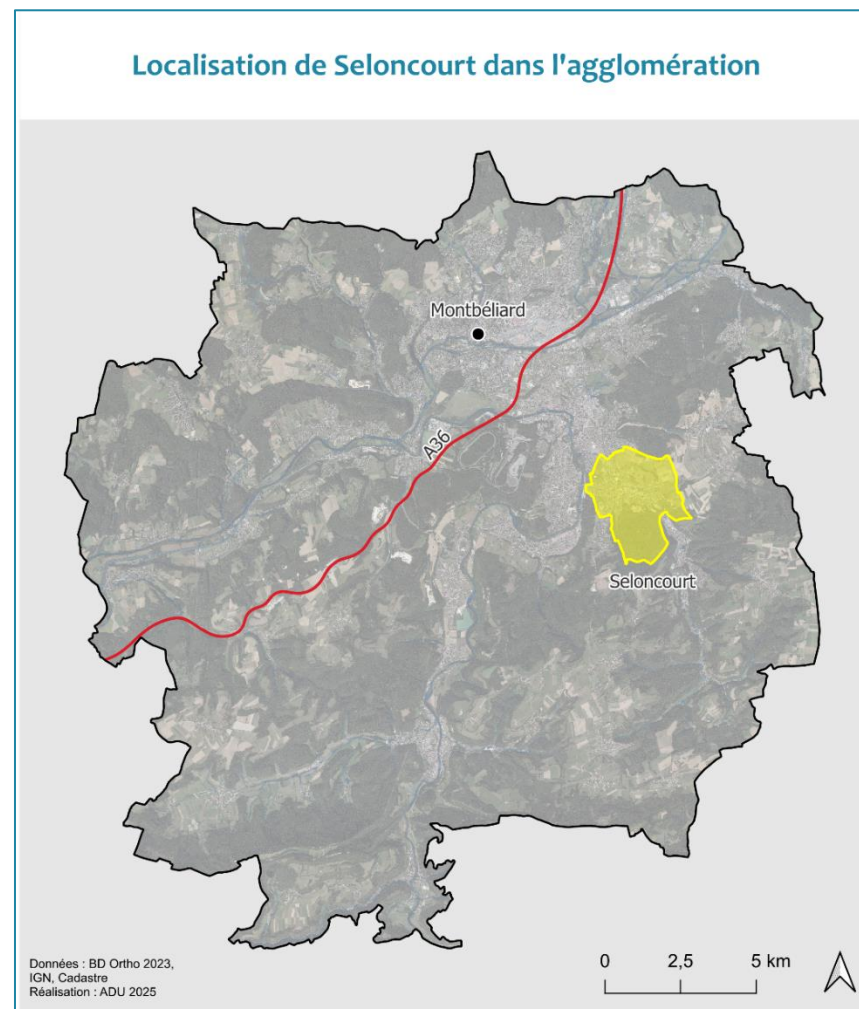 Localisation de Seloncourt dans l'agglomération
Montbéliard
A36
Seloncourt
Données : BD Ortho 2023,
IGN, Cadastre
Réalisation : ADU 2025
0 2,5 5 km